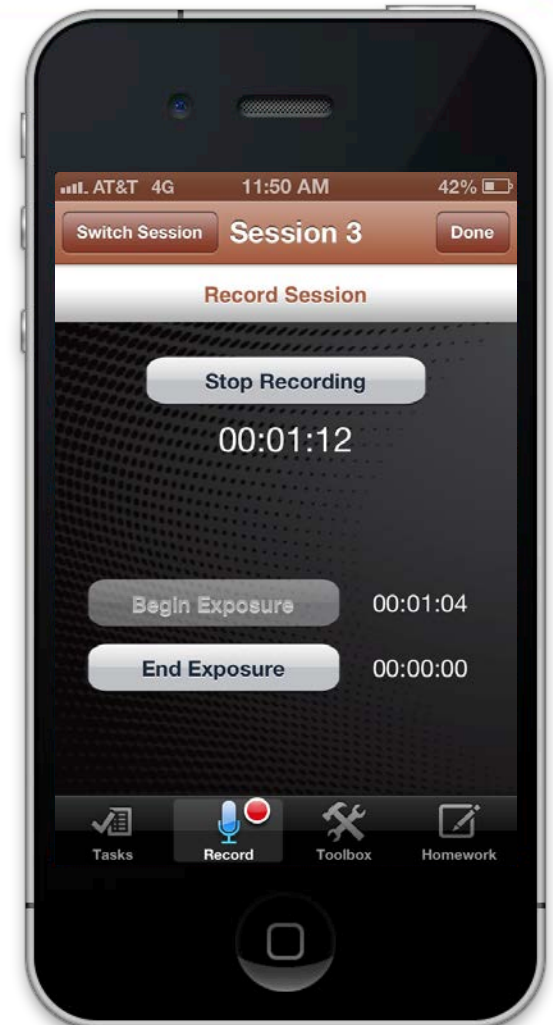 AT&T 4G 11:50 AM 42%
Switch Session Session 3 Done
Record Session
Stop Recording
00:01:12
Begin Exposure 00:01:04
End Exposure 00:00:00
Tasks Record Toolbox Homework